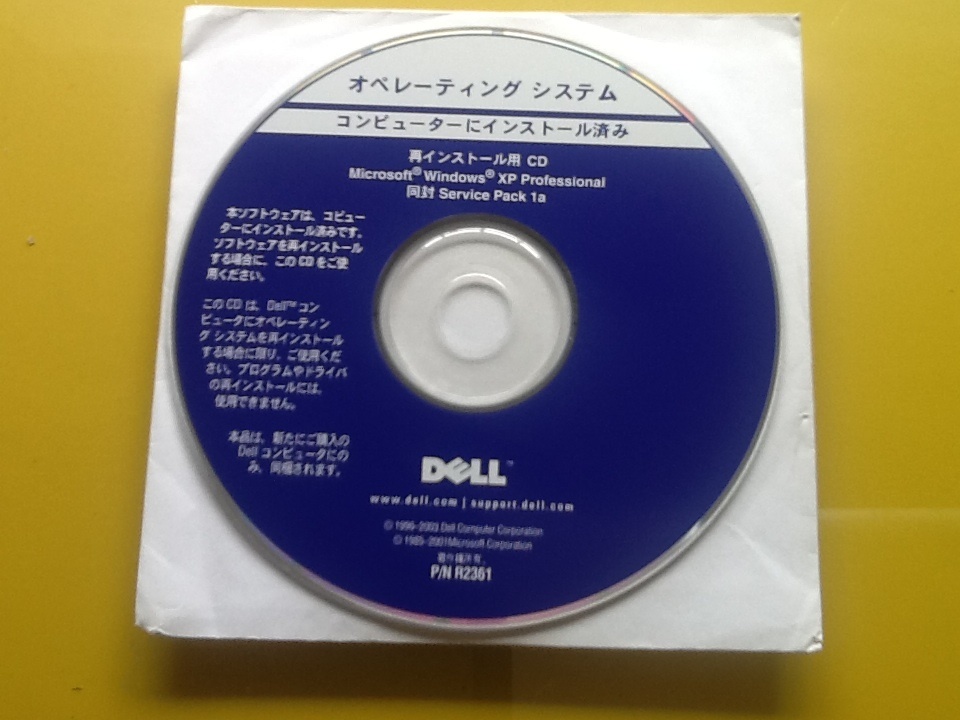 オペレーティング システム
コンピューターにインストール済み
再インストール用 CD
Microsoft® Windows® XP Professional
同封 Service Pack 1a
本ソフトウェアは、コピュー
ターにインストール済みです。
ソフトウェアを再インストール
する場合に、この CD をご使
用ください。
この CD は、Dell™ コン
ピュータにオペレーティン
グ システムを再インストール
する場合に限り、ご使用くだ
さい。プログラムやドライバ
の再インストールには、
使用できません。
本品は、新たにご購入の
Dell コンピュータにの
み、同梱されます。
DELL™
www.dell.com | support.dell.com
© 1996-2003 Dell Computer Corporation
© 1985-2001Microsoft Corporation
著作権所有。
P/N R2361